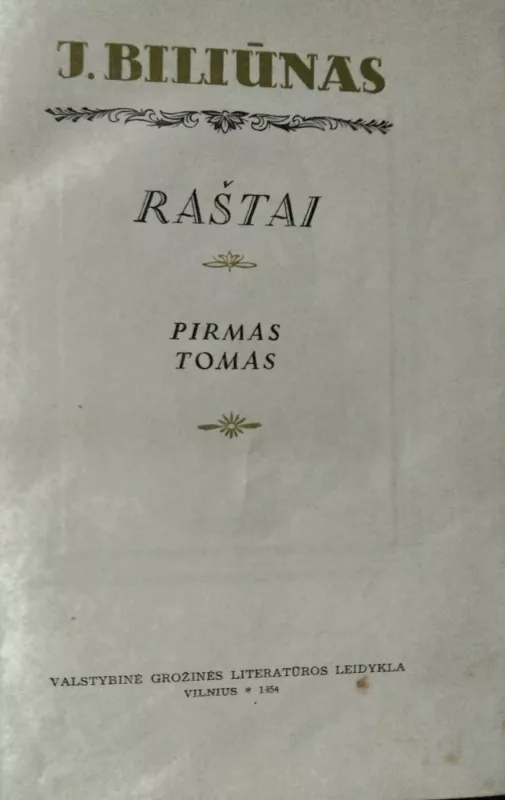 J. BILIŪNAS
RAŠTAI
PIRMAS
TOMAS
VALSTYBINĖ GROŽINĖS LITERATŪROS LEIDYKLA
VILNIUS * 1954